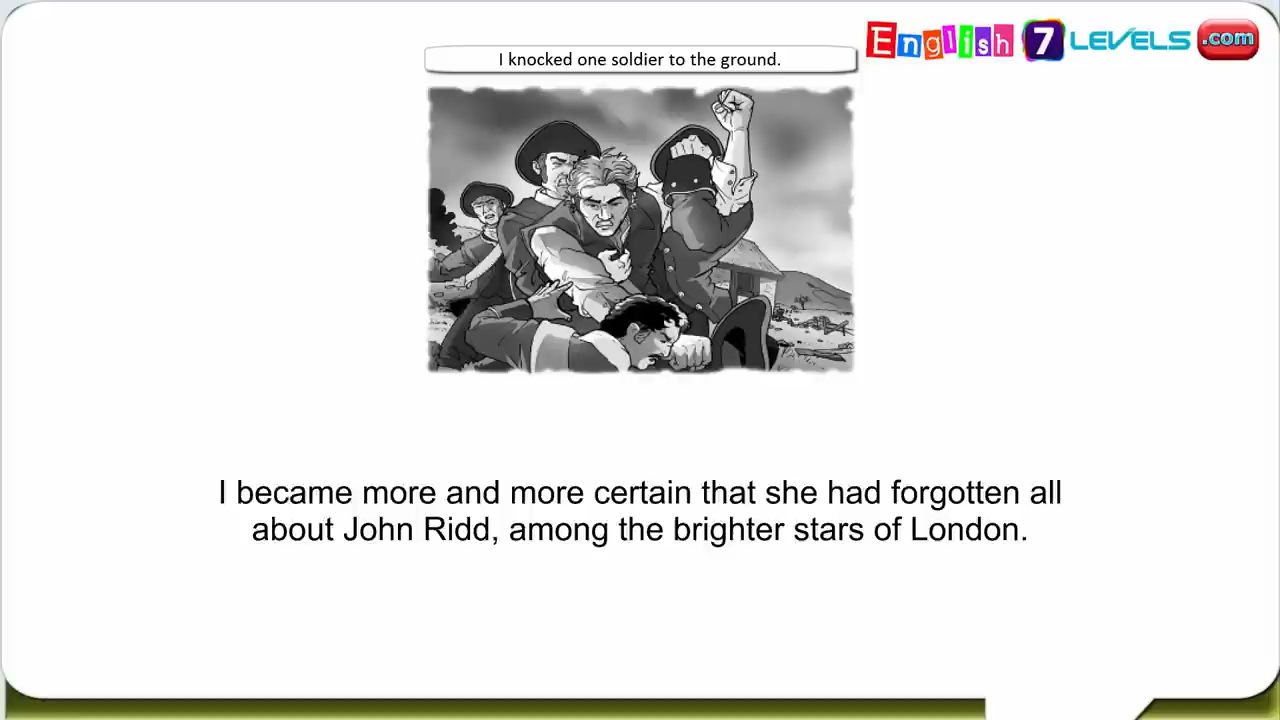 English 7 LEVELS .com
I knocked one soldier to the ground.
I became more and more certain that she had forgotten all
about John Ridd, among the brighter stars of London.